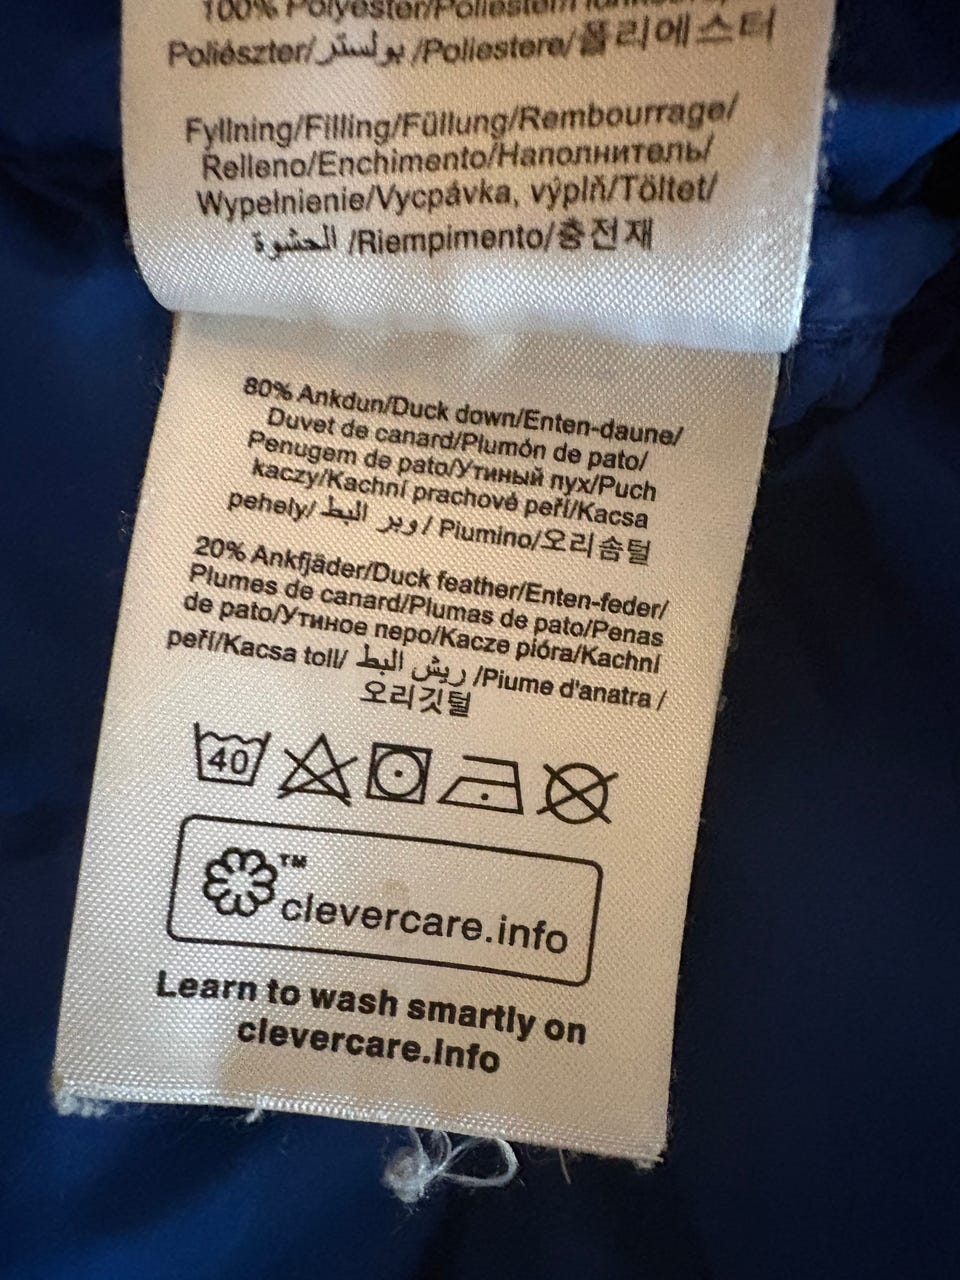 100% Polyester/Poliestern
Poliészter/بولستر /Poliestere/폴리에스터
Fyllning/Filling/Füllung/Rembourrage/
Relleno/Enchimento/Наполнитель/
Wypełnienie/Vycpávka, výplň/Töltet/
الحشوة /Riempimento/충전재
80% Ankdun/Duck down/Enten-daune/
Duvet de canard/Plumón de pato/
Penugem de pato/Утиный пух/Puch
kaczy/Kachní prachové peří/Kacsa
pehely/ وبر البط / Piumino/오리솜털
20% Ankfjäder/Duck feather/Enten-feder/
Plumes de canard/Plumas de pato/Penas
de pato/Утиное перо/Kacze pióra/Kachní
peří/Kacsa toll/ ريش البط /Piume d'anatra /
오리깃털
40
™
clevercare.info
Learn to wash smartly on
clevercare.info